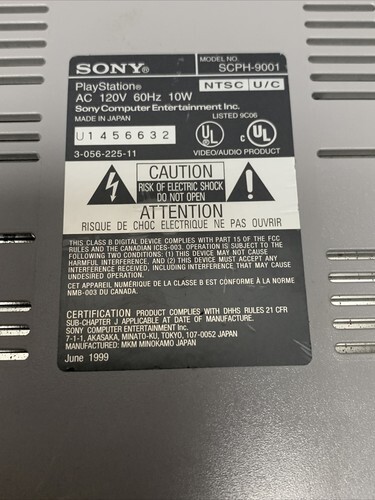 SONY®
MODEL NO. SCPH-9001
PlayStation®
NTSC U/C
AC 120V 60Hz 10W
Sony Computer Entertainment Inc.
MADE IN JAPAN
LISTED 9C06
U1456632
UL ® C UL ®
3-056-225-11
VIDEO/AUDIO PRODUCT
CAUTION
RISK OF ELECTRIC SHOCK
DO NOT OPEN
ATTENTION
RISQUE DE CHOC ELECTRIQUE NE PAS OUVRIR
THIS CLASS B DIGITAL DEVICE COMPLIES WITH PART 15 OF THE FCC
RULES AND THE CANADIAN ICES-003. OPERATION IS SUBJECT TO THE
FOLLOWING TWO CONDITIONS: (1) THIS DEVICE MAY NOT CAUSE
HARMFUL INTERFERENCE, AND (2) THIS DEVICE MUST ACCEPT ANY
INTERFERENCE RECEIVED, INCLUDING INTERFERENCE THAT MAY CAUSE
UNDESIRED OPERATION.
CET APPAREIL NUMÉRIQUE DE LA CLASSE B EST CONFORME À LA NORME
NMB-003 DU CANADA.
CERTIFICATION PRODUCT COMPLIES WITH DHHS RULES 21 CFR
SUB-CHAPTER J APPLICABLE AT DATE OF MANUFACTURE.
SONY COMPUTER ENTERTAINMENT Inc.
7-1-1, AKASAKA, MINATO-KU, TOKYO, 107-0052 JAPAN
MANUFACTURED: MKM MINOKAMO JAPAN
June 1999